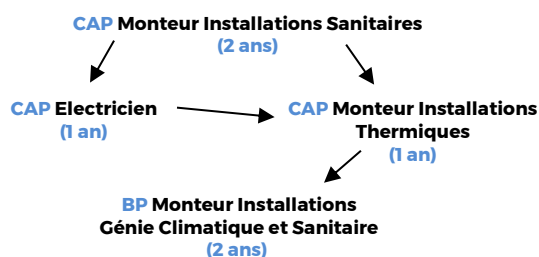 CAP Monteur Installations Sanitaires
(2 ans)
CAP Electricien
(1 an)
CAP Monteur Installations
Thermiques
(1 an)
BP Monteur Installations
Génie Climatique et Sanitaire
(2 ans)